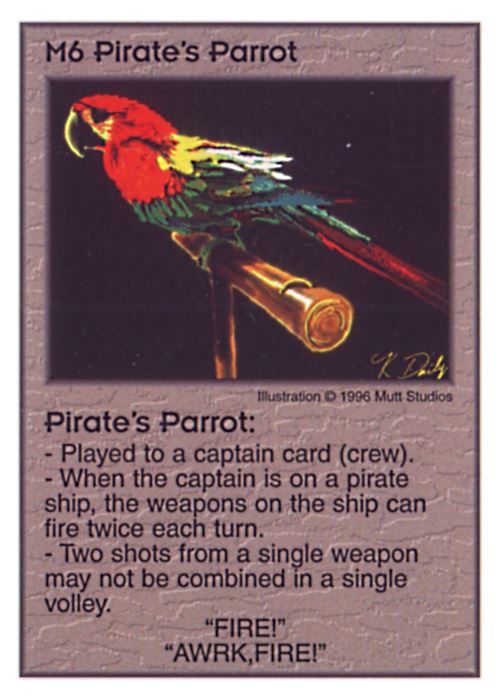 M6 Pirate's Parrot
K Daily
Illustration © 1996 Mutt Studios
Pirate's Parrot:
- Played to a captain card (crew).
- When the captain is on a pirate
ship, the weapons on the ship can
fire twice each turn.
- Two shots from a single weapon
may not be combined in a single
volley.
"FIRE!"
"AWRK,FIRE!"